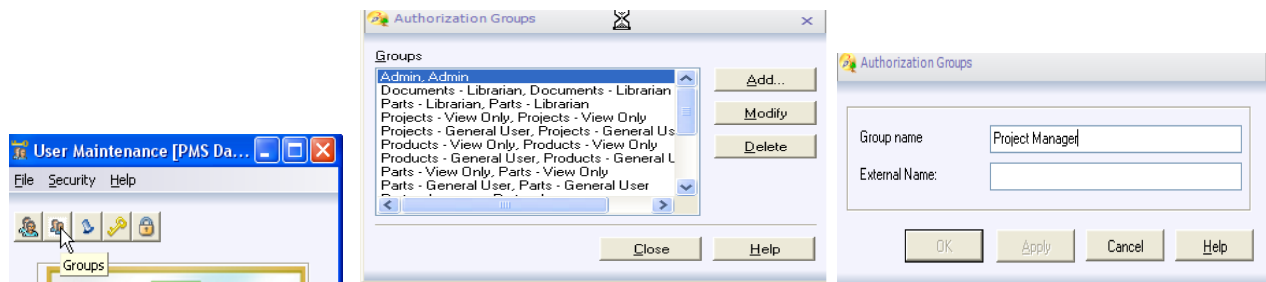 User Maintenance [PMS Da...
File Security Help
Groups
Authorization Groups
Groups
Admin, Admin
Documents - Librarian, Documents - Librarian
Parts - Librarian, Parts - Librarian
Projects - View Only, Projects - View Only
Projects - General User, Projects - General Us
Products - View Only, Products - View Only
Products - General User, Products - General L
Parts - View Only, Parts - View Only
Parts - General User, Parts - General User
Add...
Modify
Delete
Close Help
Authorization Groups
Group name Project Manager
External Name:
OK Apply Cancel Help